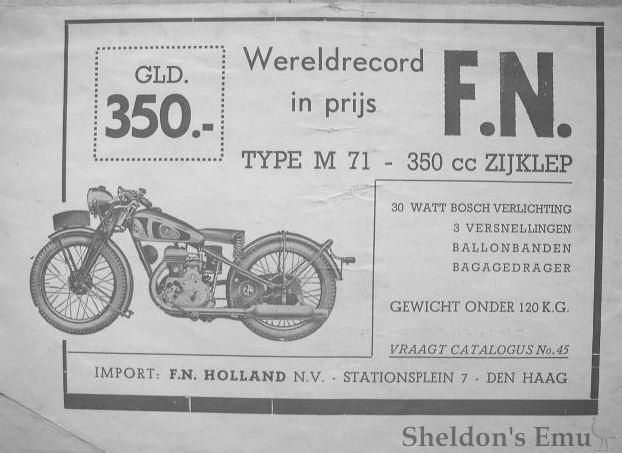 GLD.
350.-
Wereldrecord
in prijs
F.N.
TYPE M 71 - 350 cc ZIJKLEP
30 WATT BOSCH VERLICHTING
3 VERSNELLINGEN
BALLONBANDEN
BAGAGEDRAGER
GEWICHT ONDER 120 K.G.
VRAAGT CATALOGUS No. 45
IMPORT: F.N. HOLLAND N.V. - STATIONSPLEIN 7 - DEN HAAG
Sheldon's Emu